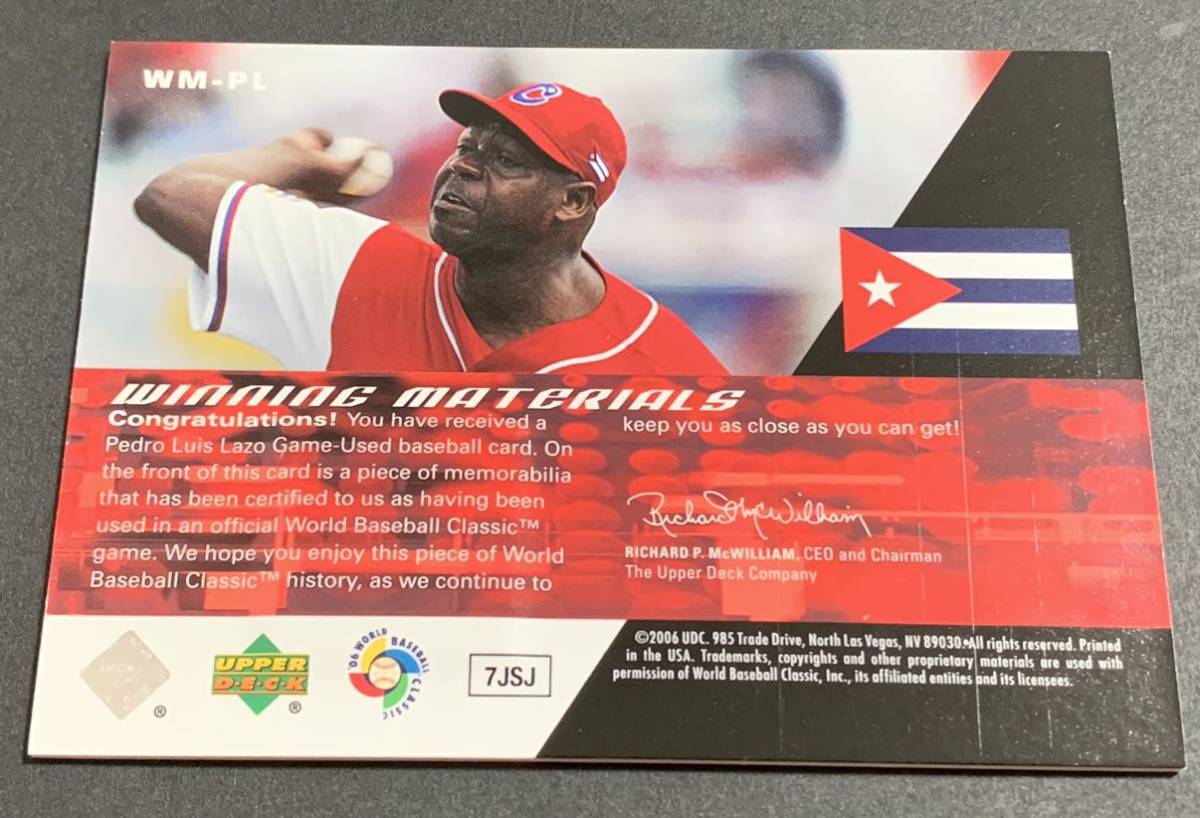 WM-PL
C
WINNING MATERIALS
Congratulations! You have received a
Pedro Luis Lazo Game-Used baseball card. On
the front of this card is a piece of memorabilia
that has been certified to us as having been
used in an official World Baseball Classic™
game. We hope you enjoy this piece of World
Baseball Classic™ history, as we continue to
keep you as close as you can get!
Richard McWilliam
RICHARD P. McWILLIAM, CEO and Chairman
The Upper Deck Company
®
UPPER
D·E·C·K
®
'06 WORLD BASEBALL CLASSIC
7JSJ
©2006 UDC. 985 Trade Drive, North Las Vegas, NV 89030. All rights reserved. Printed
in the USA. Trademarks, copyrights and other proprietary materials are used with
permission of World Baseball Classic, Inc., its affiliated entities and its licensees.